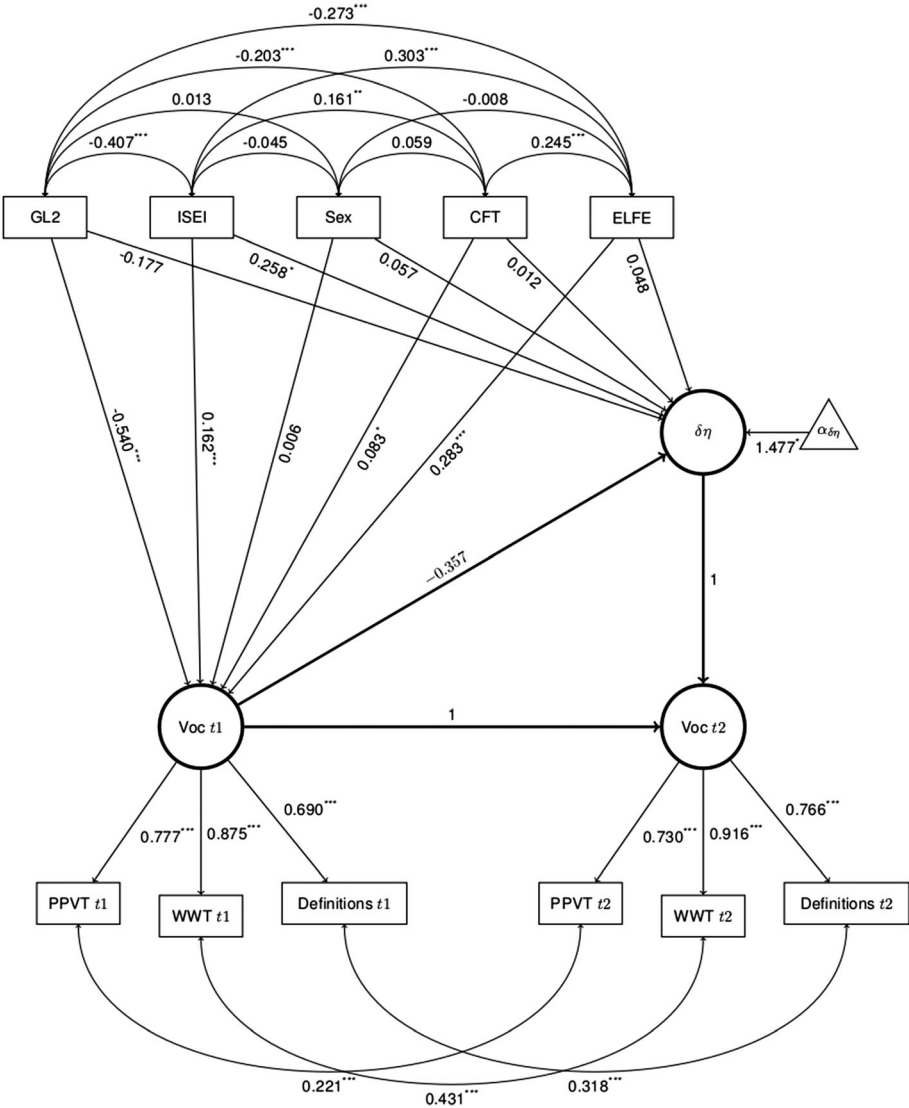 -0.273***
-0.203*** 0.303***
0.013 0.161** -0.008
-0.407*** -0.045 0.059 0.245***
GL2 ISEI Sex CFT ELFE
-0.177 0.258* 0.057 0.012 0.048
δη αδη
1.477*
-0.540*** 0.162*** 0.006 0.083* 0.283***
−0.357
1
1
Voc t1 Voc t2
0.777*** 0.875*** 0.690*** 0.730*** 0.916*** 0.766***
PPVT t1 WWT t1 Definitions t1 PPVT t2 WWT t2 Definitions t2
0.221*** 0.431*** 0.318***